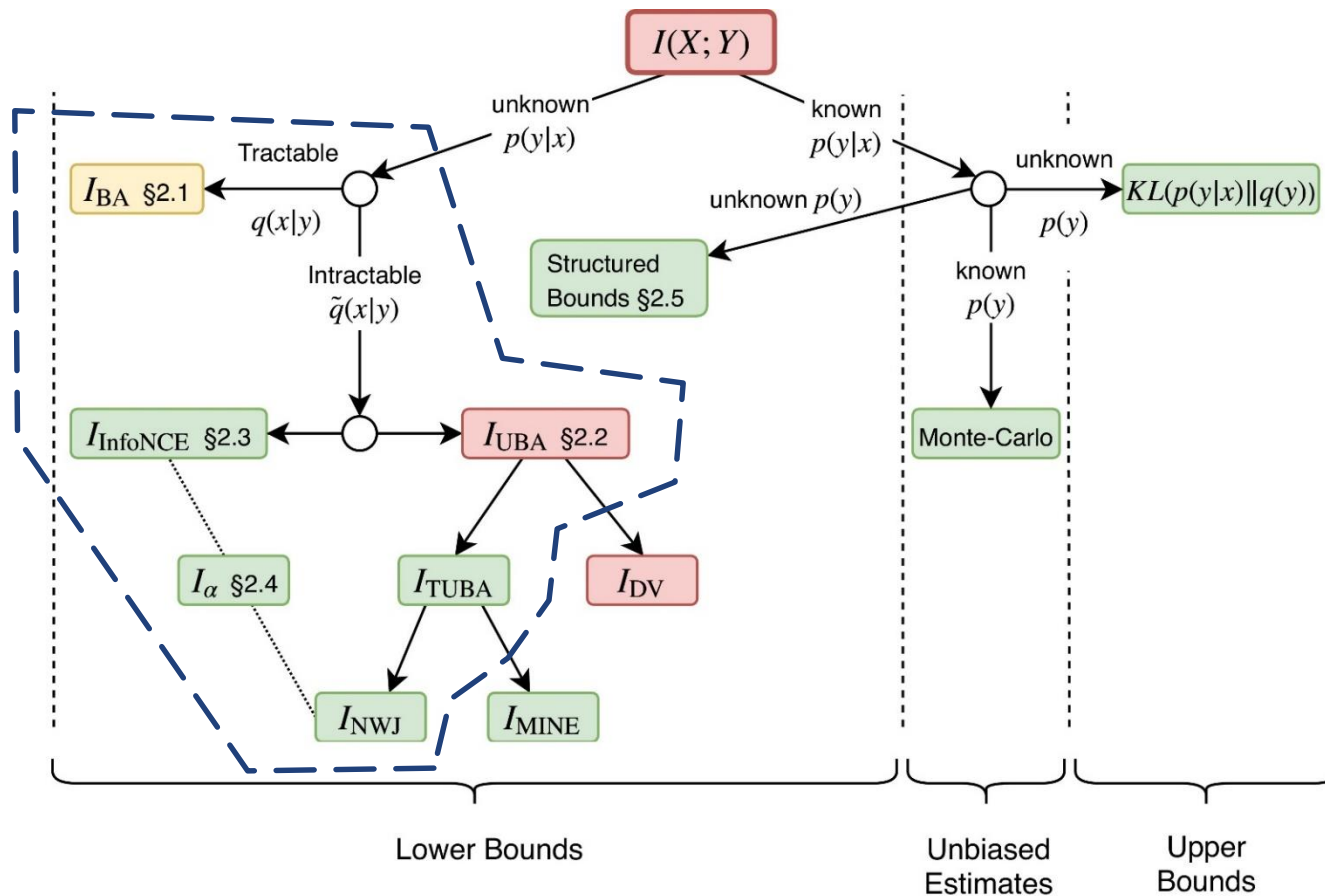 I(X; Y)
unknown
p(y|x)
known
p(y|x)
Tractable
I_BA §2.1
q(x|y)
unknown p(y)
unknown
p(y)
KL(p(y|x)||q(y))
Intractable
q̃(x|y)
Structured
Bounds §2.5
known
p(y)
I_InfoNCE §2.3
I_UBA §2.2
Monte-Carlo
I_α §2.4
I_TUBA
I_DV
I_NWJ
I_MINE
Lower Bounds
Unbiased
Estimates
Upper
Bounds